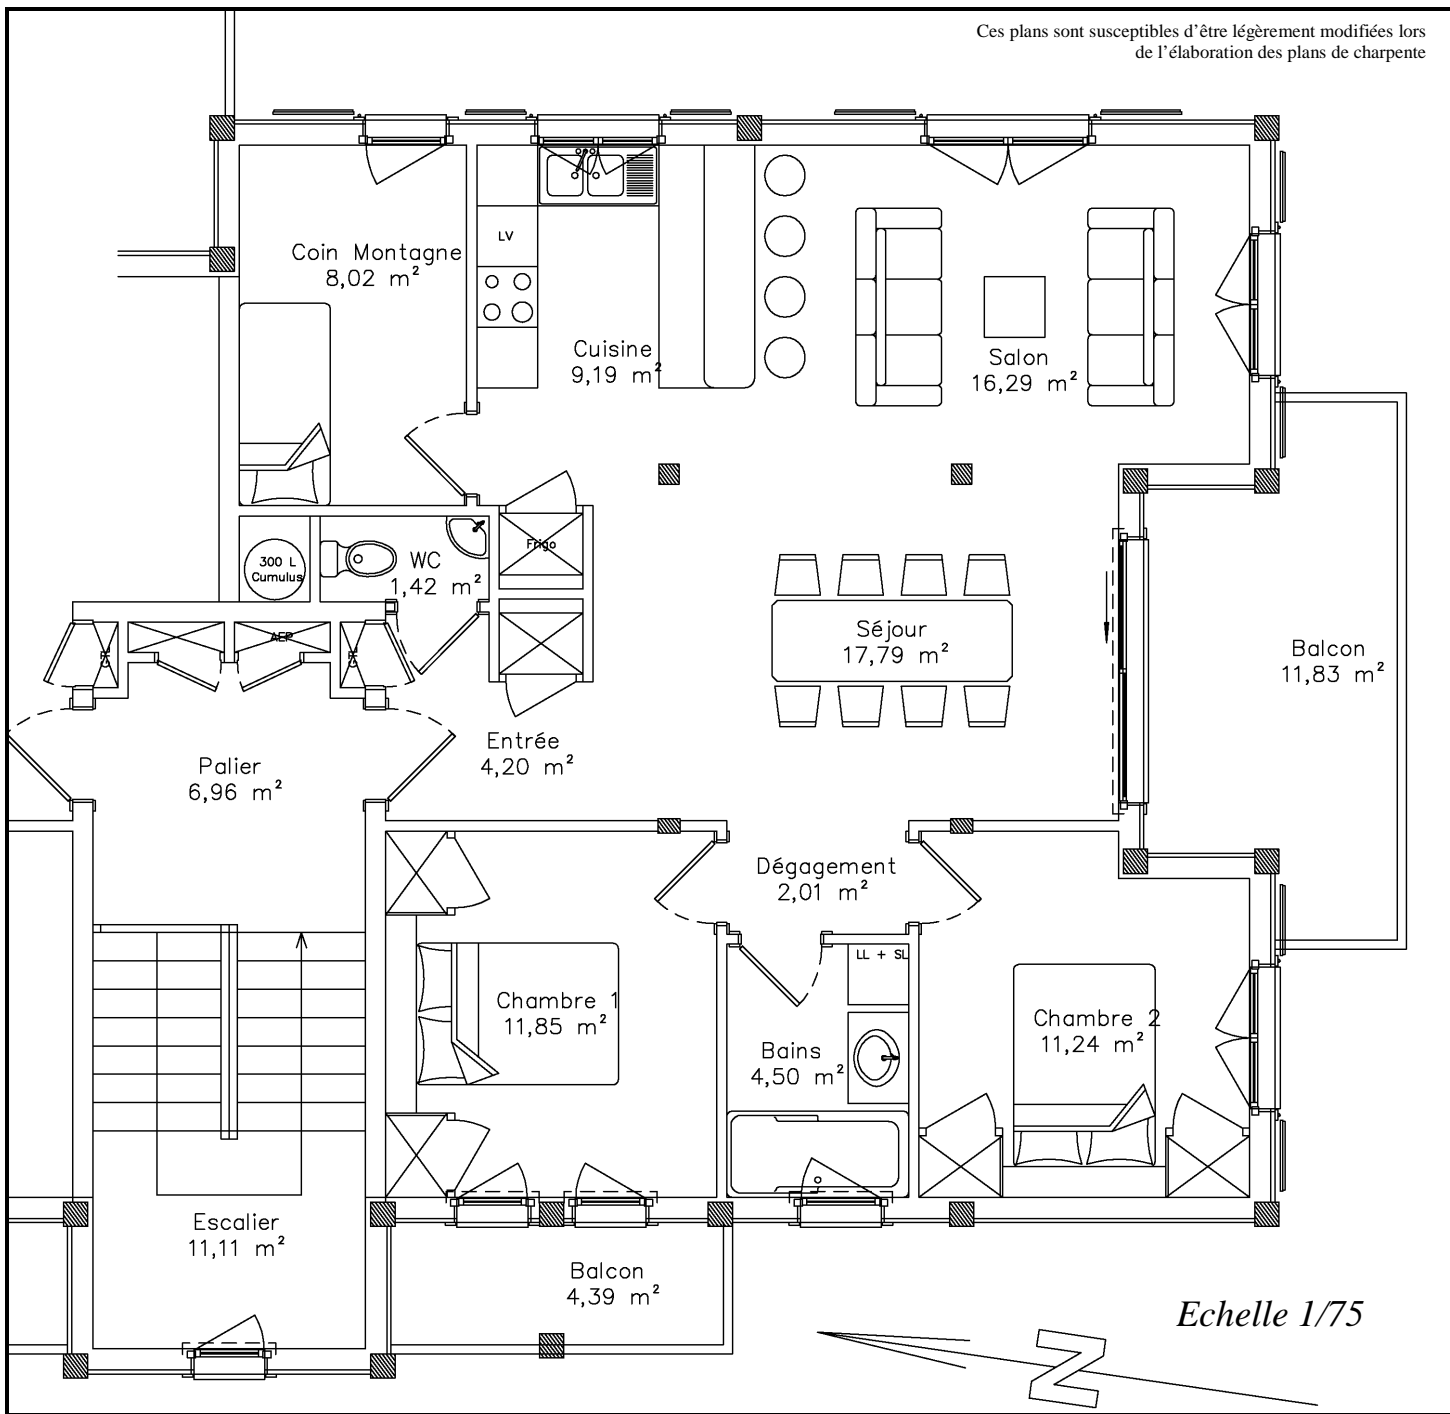 Ces plans sont susceptibles d'être légèrement modifiées lors
de l'élaboration des plans de charpente
Coin Montagne
8,02 m²
LV
Cuisine
9,19 m²
Salon
16,29 m²
Frigo
300 L
Cumulus
WC
1,42 m²
AEP
Séjour
17,79 m²
Balcon
11,83 m²
Entrée
4,20 m²
Palier
6,96 m²
Dégagement
2,01 m²
LL + SL
Chambre 1
11,85 m²
Bains
4,50 m²
Chambre 2
11,24 m²
Escalier
11,11 m²
Balcon
4,39 m²
Echelle 1/75
N